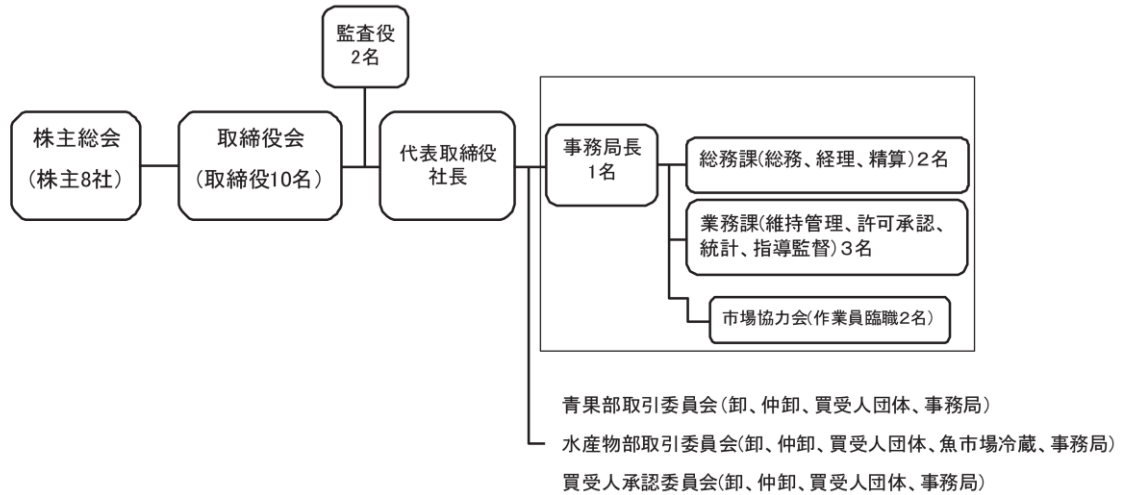 監査役
2名
株主総会
(株主8社)
取締役会
(取締役10名)
代表取締役
社長
事務局長
1名
総務課(総務、経理、精算)2名
業務課(維持管理、許可承認、
統計、指導監督)3名
市場協力会(作業員臨職2名)
青果部取引委員会(卸、仲卸、買受人団体、事務局)
水産物部取引委員会(卸、仲卸、買受人団体、魚市場冷蔵、事務局)
買受人承認委員会(卸、仲卸、買受人団体、事務局)